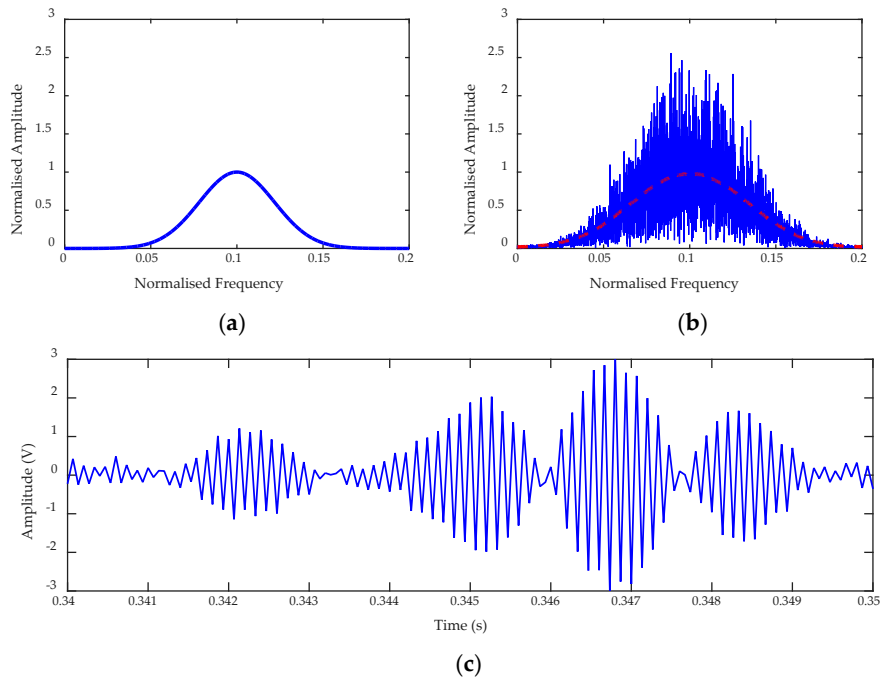 3
2.5
2
1.5
1
0.5
0
Normalised Amplitude
0 0.05 0.1 0.15 0.2
Normalised Frequency
(a)
3
2.5
2
1.5
1
0.5
0
Normalised Amplitude
0 0.05 0.1 0.15 0.2
Normalised Frequency
(b)
3
2
1
0
-1
-2
-3
Amplitude (V)
0.34 0.341 0.342 0.343 0.344 0.345 0.346 0.347 0.348 0.349 0.35
Time (s)
(c)